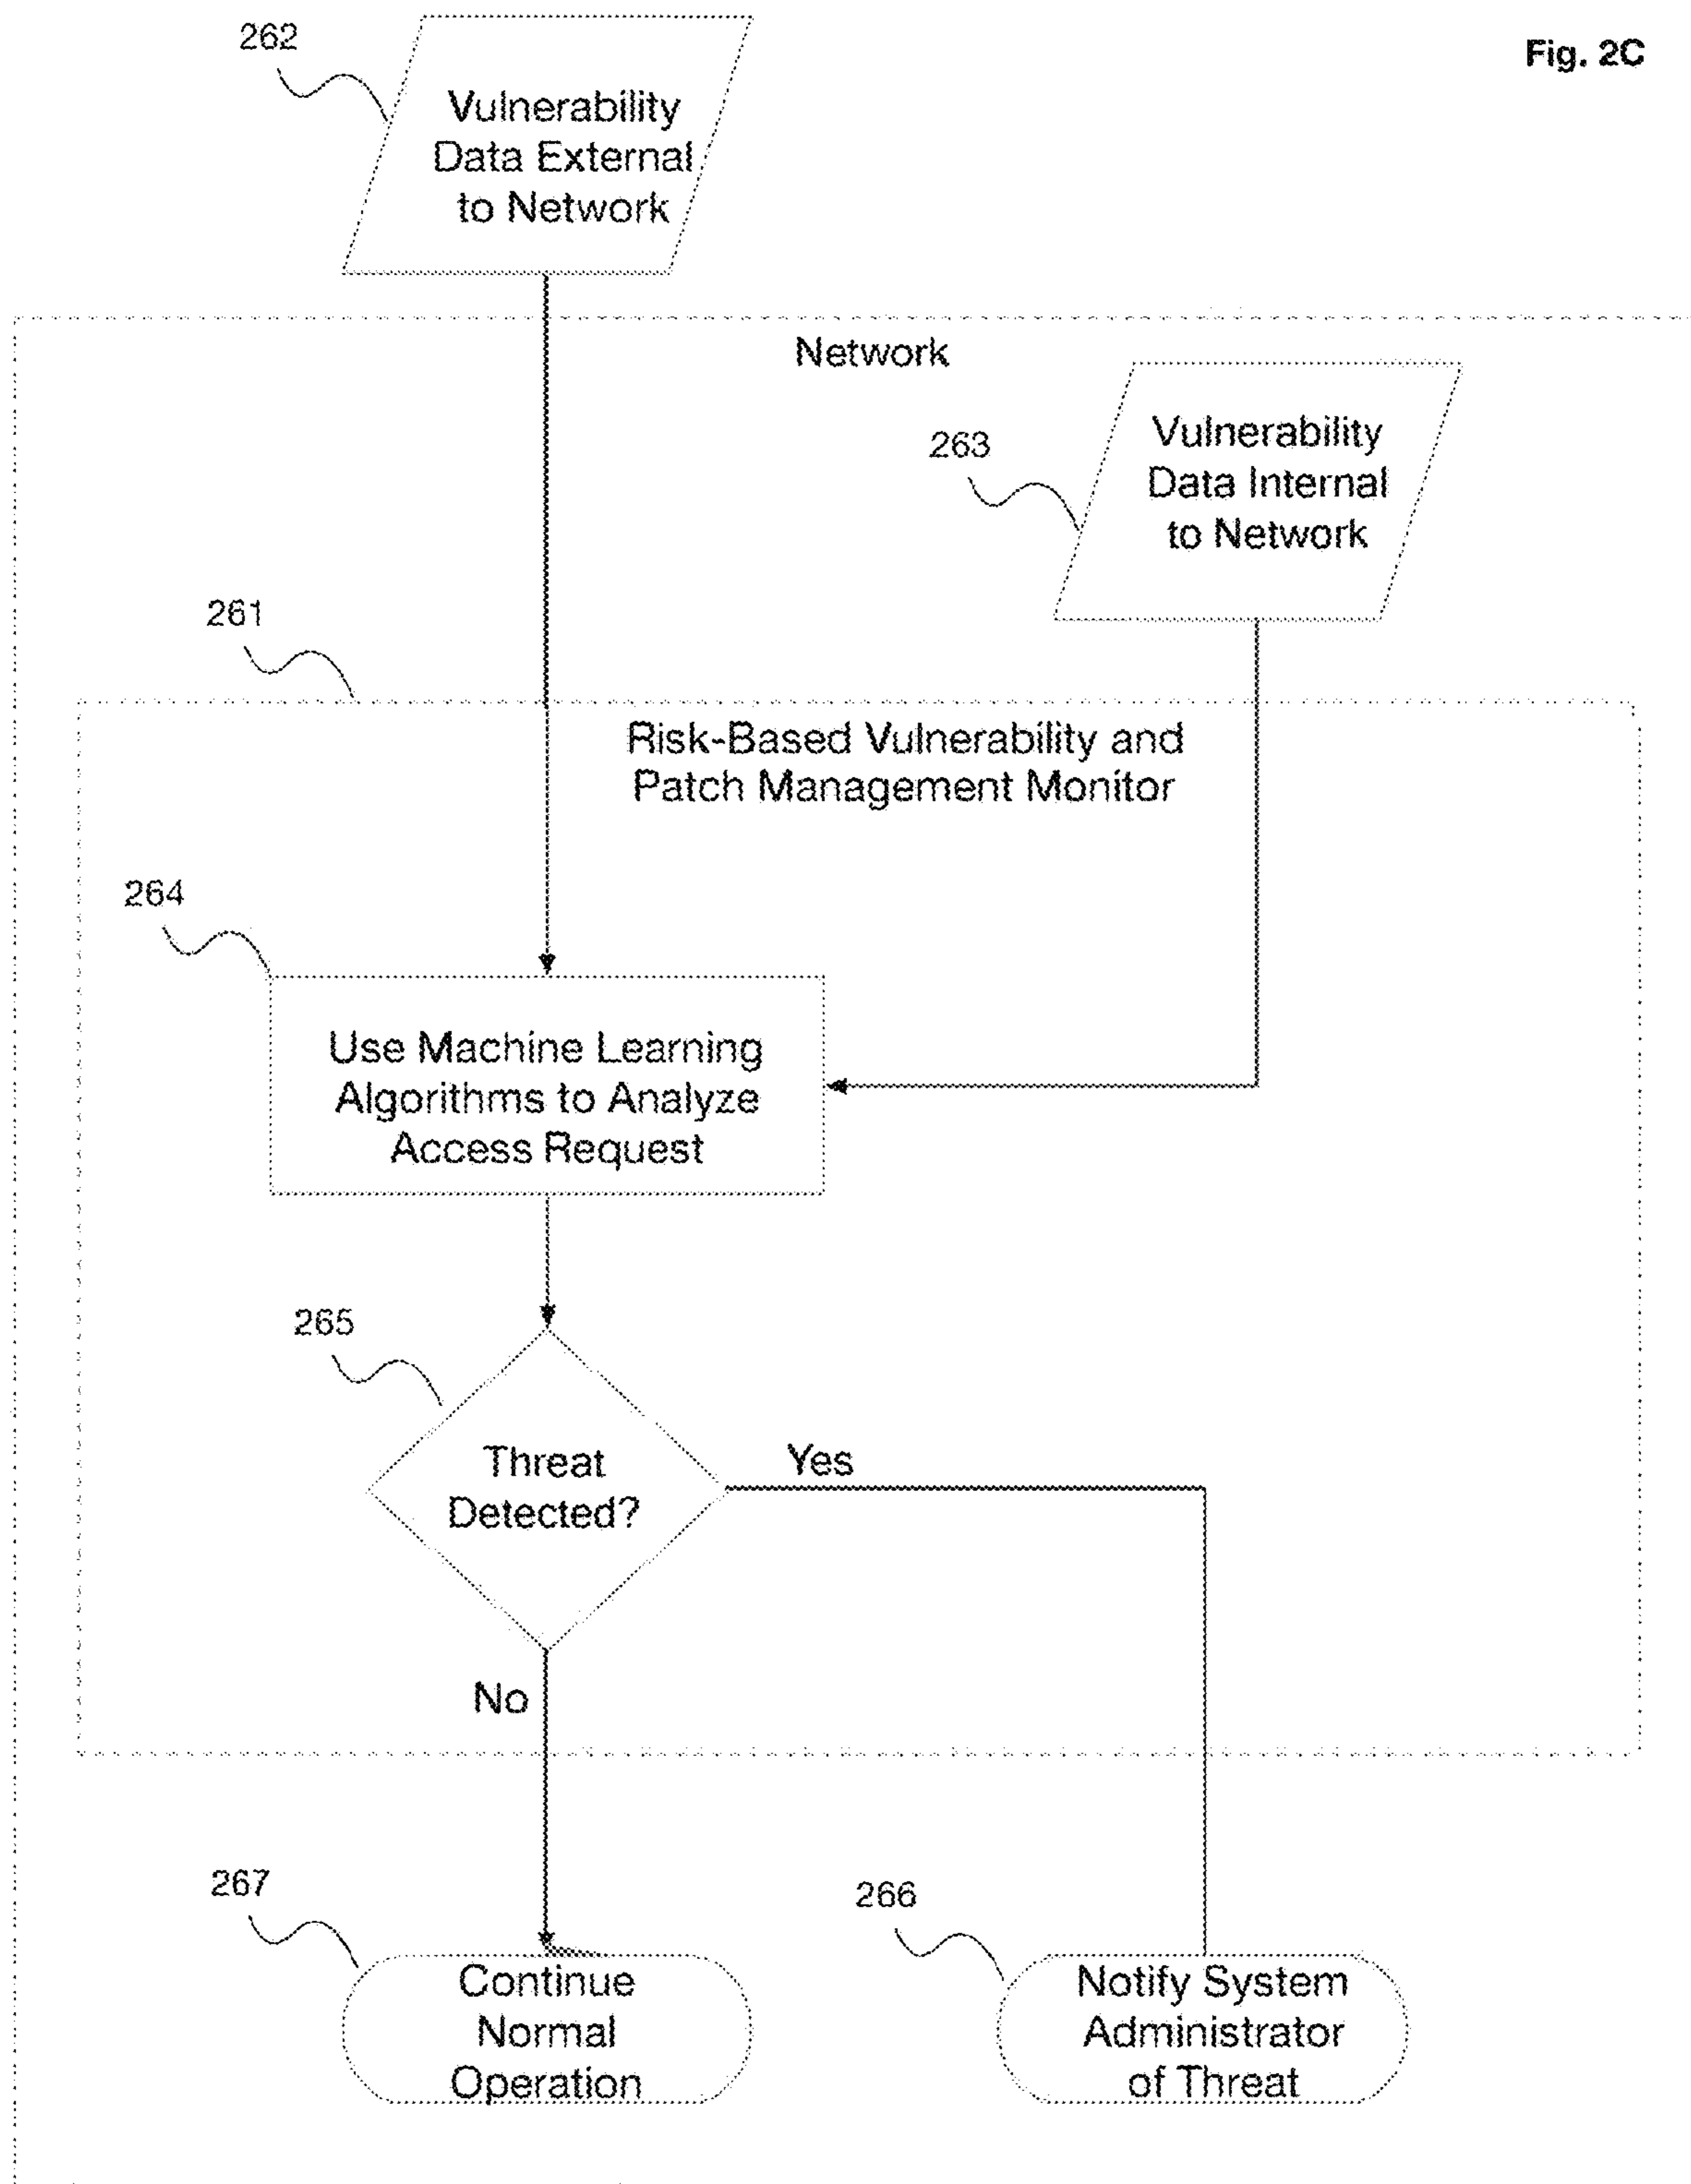 Fig. 2C
262
Vulnerability
Data External
to Network
Network
263
Vulnerability
Data Internal
to Network
261
Risk-Based Vulnerability and
Patch Management Monitor
264
Use Machine Learning
Algorithms to Analyze
Access Request
265
Threat
Detected?
Yes
No
267
Continue
Normal
Operation
266
Notify System
Administrator
of Threat